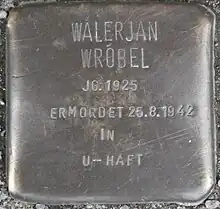 WALERJAN
WRÓBEL
JG. 1925
ERMORDET 25.8.1942
IN
U-HAFT